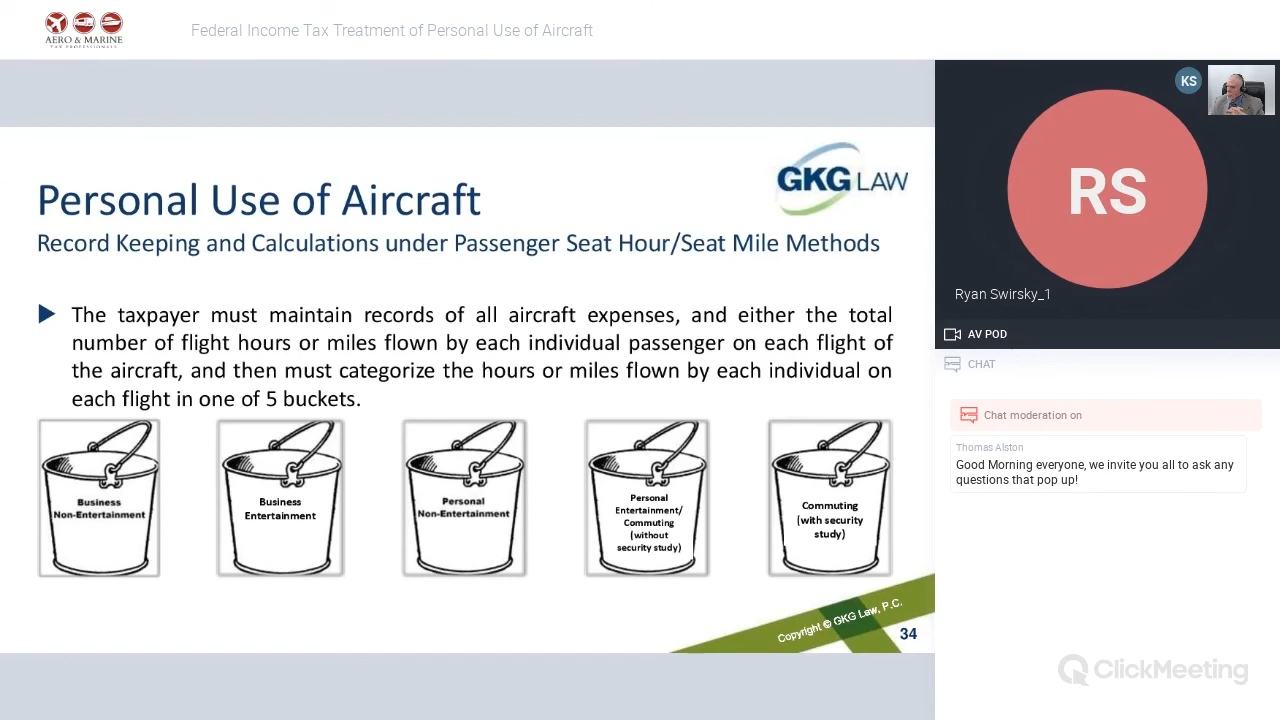 AERO & MARINE
TAX PROFESSIONALS
Federal Income Tax Treatment of Personal Use of Aircraft
GKG LAW
Personal Use of Aircraft
Record Keeping and Calculations under Passenger Seat Hour/Seat Mile Methods
The taxpayer must maintain records of all aircraft expenses, and either the total
number of flight hours or miles flown by each individual passenger on each flight of
the aircraft, and then must categorize the hours or miles flown by each individual on
each flight in one of 5 buckets.
Business
Non-Entertainment
Business
Entertainment
Personal
Non-Entertainment
Personal
Entertainment/
Commuting
(without
security study)
Commuting
(with security
study)
Copyright © GKG Law, P.C.
34
KS
RS
Ryan Swirsky_1
AV POD
CHAT
Chat moderation on
Thomas Alston
Good Morning everyone, we invite you all to ask any
questions that pop up!
ClickMeeting